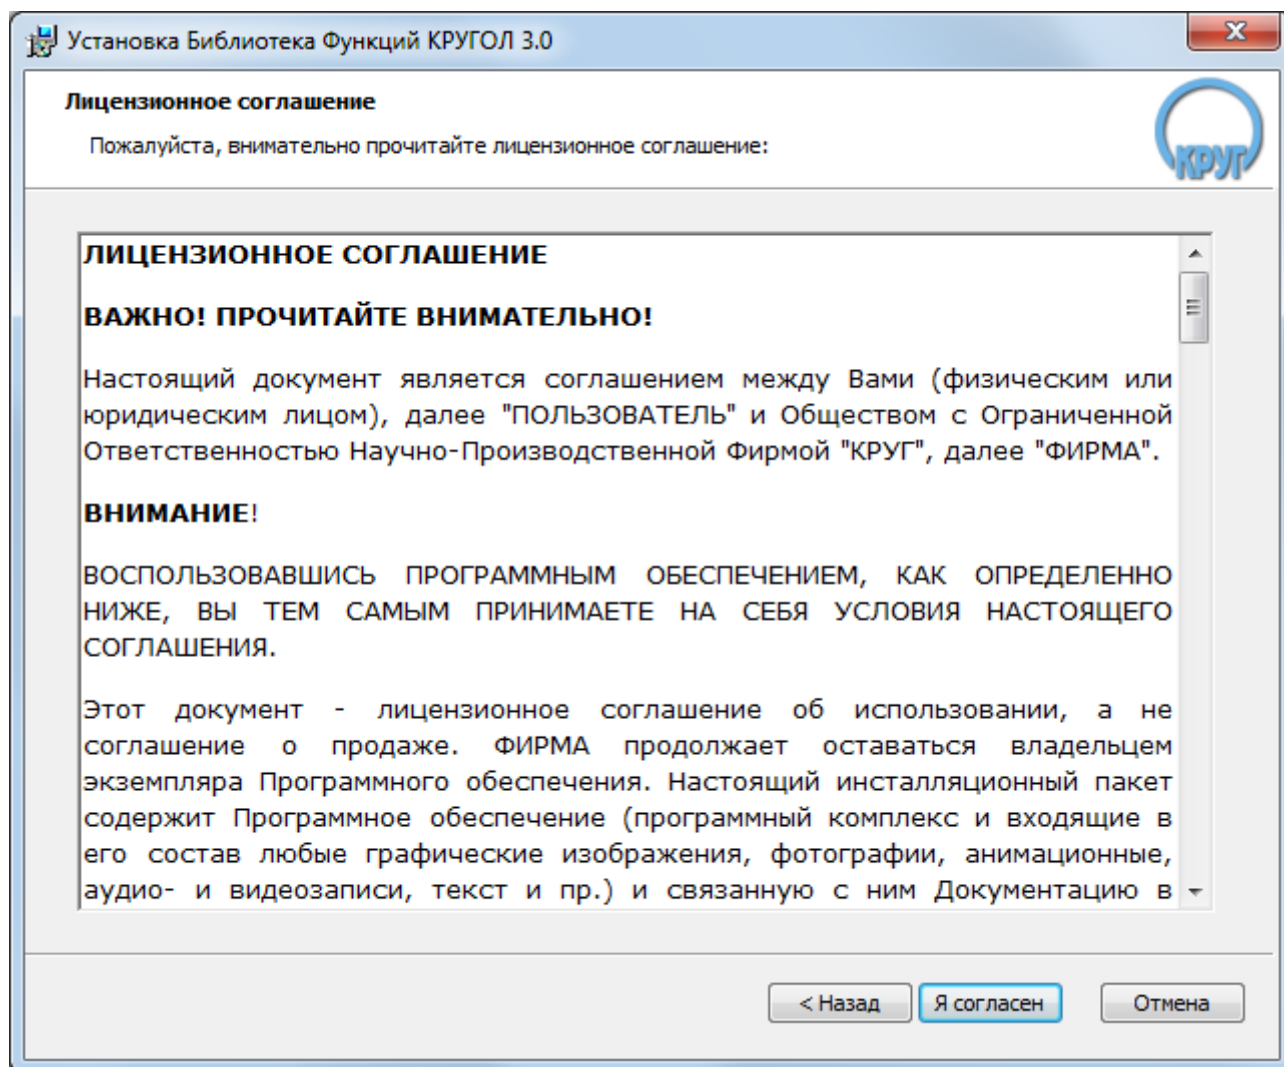 Установка Библиотека Функций КРУГОЛ 3.0
Лицензионное соглашение
Пожалуйста, внимательно прочитайте лицензионное соглашение:
КРУГ
ЛИЦЕНЗИОННОЕ СОГЛАШЕНИЕ
ВАЖНО! ПРОЧИТАЙТЕ ВНИМАТЕЛЬНО!
Настоящий документ является соглашением между Вами (физическим или
юридическим лицом), далее "ПОЛЬЗОВАТЕЛЬ" и Обществом с Ограниченной
Ответственностью Научно-Производственной Фирмой "КРУГ", далее "ФИРМА".
ВНИМАНИЕ!
ВОСПОЛЬЗОВАВШИСЬ ПРОГРАММНЫМ ОБЕСПЕЧЕНИЕМ, КАК ОПРЕДЕЛЕННО
НИЖЕ, ВЫ ТЕМ САМЫМ ПРИНИМАЕТЕ НА СЕБЯ УСЛОВИЯ НАСТОЯЩЕГО
СОГЛАШЕНИЯ.
Этот документ - лицензионное соглашение об использовании, а не
соглашение о продаже. ФИРМА продолжает оставаться владельцем
экземпляра Программного обеспечения. Настоящий инсталляционный пакет
содержит Программное обеспечение (программный комплекс и входящие в
его состав любые графические изображения, фотографии, анимационные,
аудио- и видеозаписи, текст и пр.) и связанную с ним Документацию в
< Назад
Я согласен
Отмена